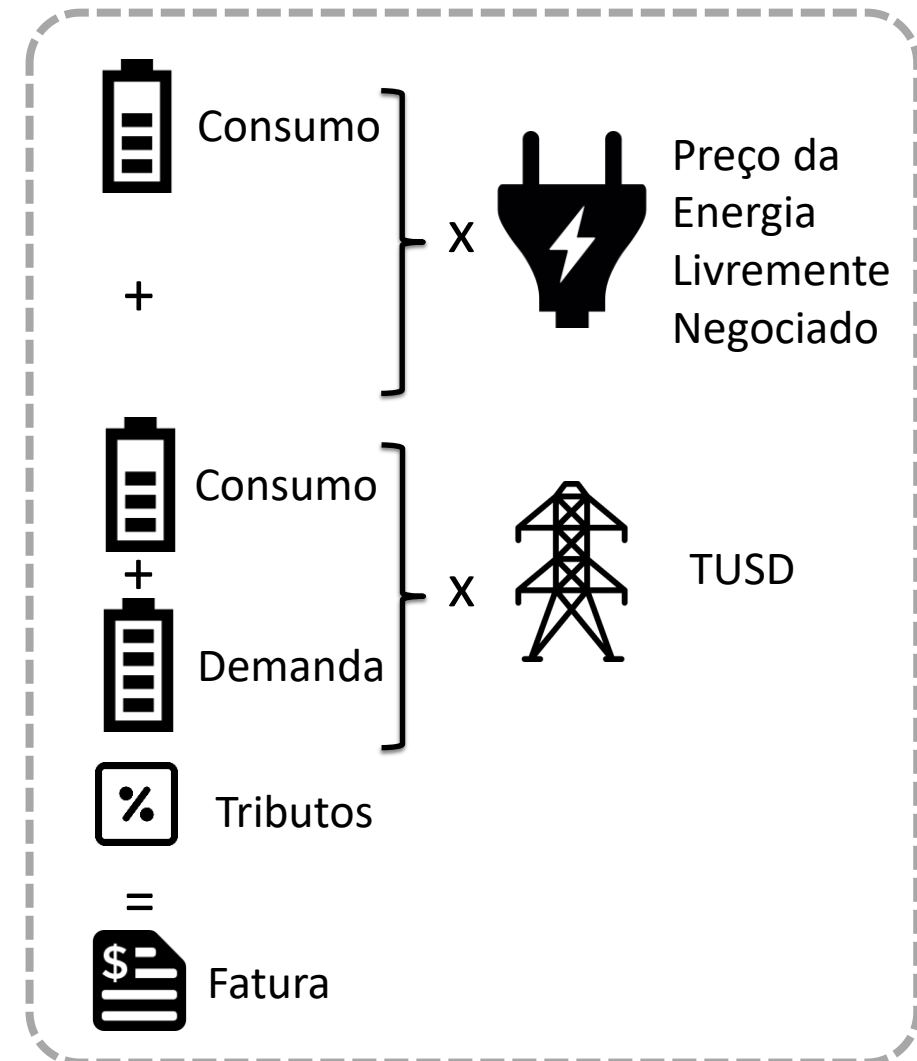 Consumo
+
x
Preço da
Energia
Livremente
Negociado
Consumo
+
Demanda
x
TUSD
%
Tributos
=
$
Fatura